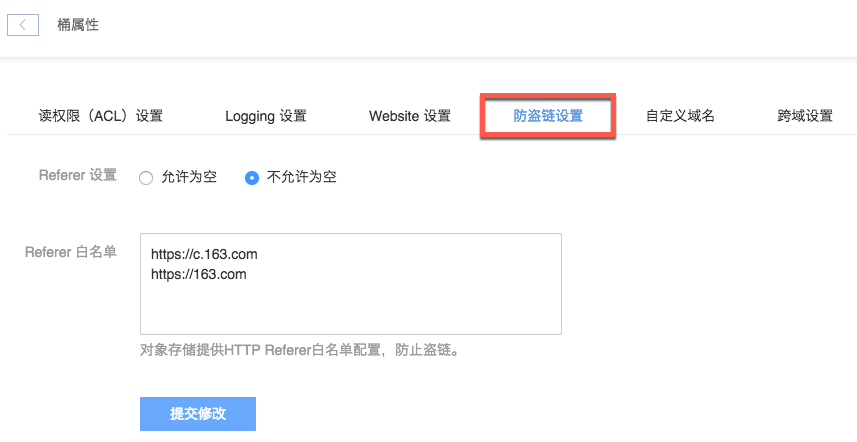 桶属性
读权限（ACL）设置 Logging 设置 Website 设置 防盗链设置 自定义域名 跨域设置
Referer 设置 允许为空 不允许为空
Referer 白名单
https://c.163.com
https://163.com
对象存储提供HTTP Referer白名单配置，防止盗链。
提交修改